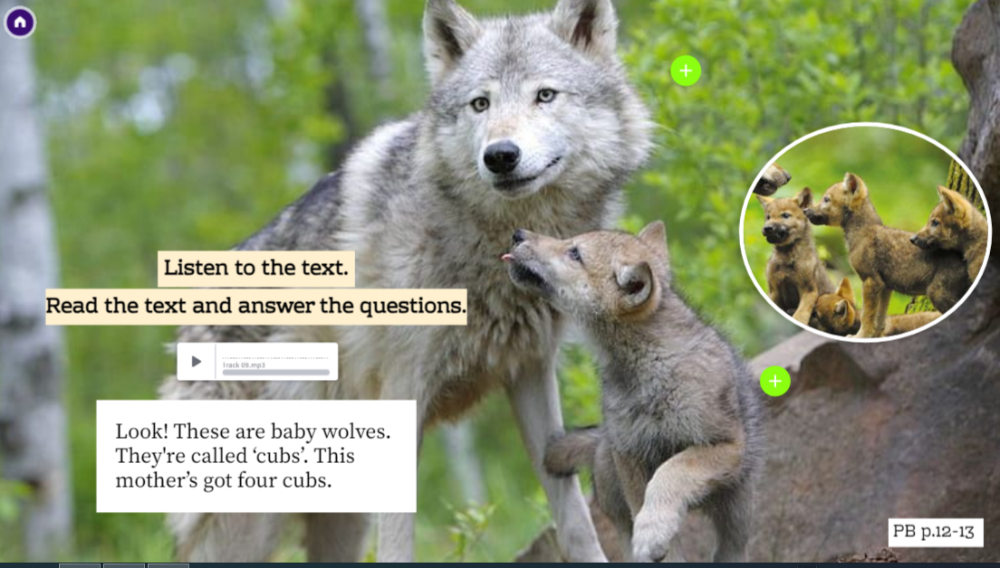 Listen to the text.
Read the text and answer the questions.
Track 09.mp3
Look! These are baby wolves.
They're called ‘cubs’. This
mother’s got four cubs.
PB p.12-13